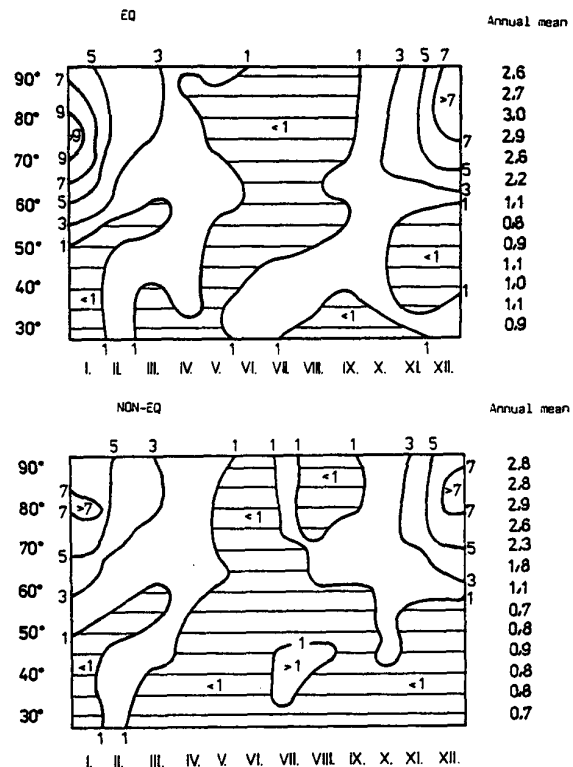 EQ
Annual mean
5 3 1 1 3 5 7
90° 7 2.6
>7 2.7
80° 9 <1 3.0
>9 7 2.9
70° 9 5 2.6
7 3 2.2
60° 5 1 1,1
3 0,8
50° 1 <1 0.9
1,1
40° <1 1 1,0
<1 1,1
30° 0.9
1 1 1 1 1
I. II. III. IV. V. VI. VII. VIII. IX. X. XI. XII.
NON-EQ
Annual mean
5 3 1 1 1 1 3 5
90° <1 7 2.8
7 >7 >7 2.8
80° 7 <1 7 2.9
2.6
70° 5 5 2.3
3 1,8
60° 3 1 1,1
0,7
50° 1 1 0,8
0,9
40° <1 >1 0,8
<1 <1 0,8
30° 0,7
1 1
I. II. III. IV. V. VI. VII. VIII. IX. X. XI. XII.